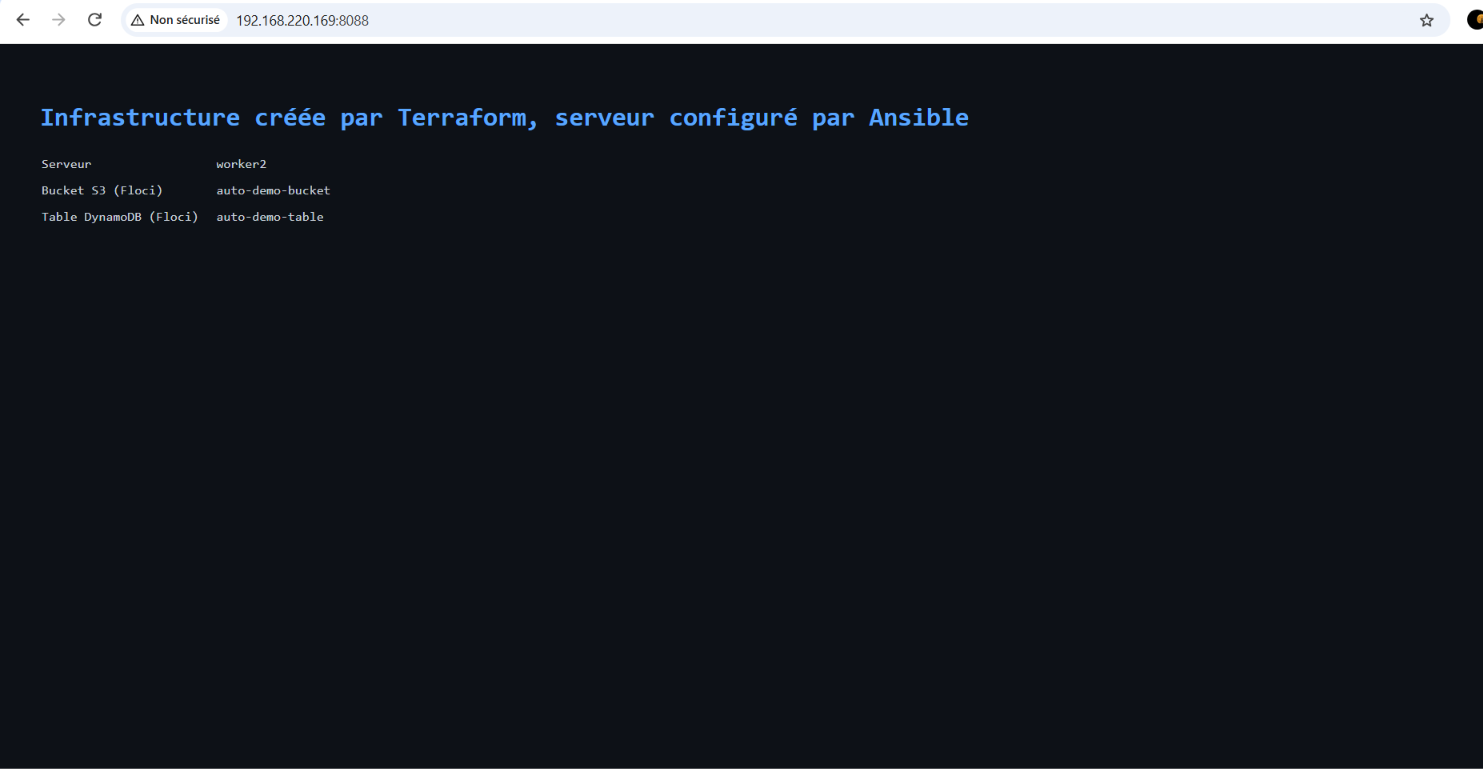 Non sécurisé 192.168.220.169:8088
Infrastructure créée par Terraform, serveur configuré par Ansible
Serveur worker2
Bucket S3 (Floci) auto-demo-bucket
Table DynamoDB (Floci) auto-demo-table